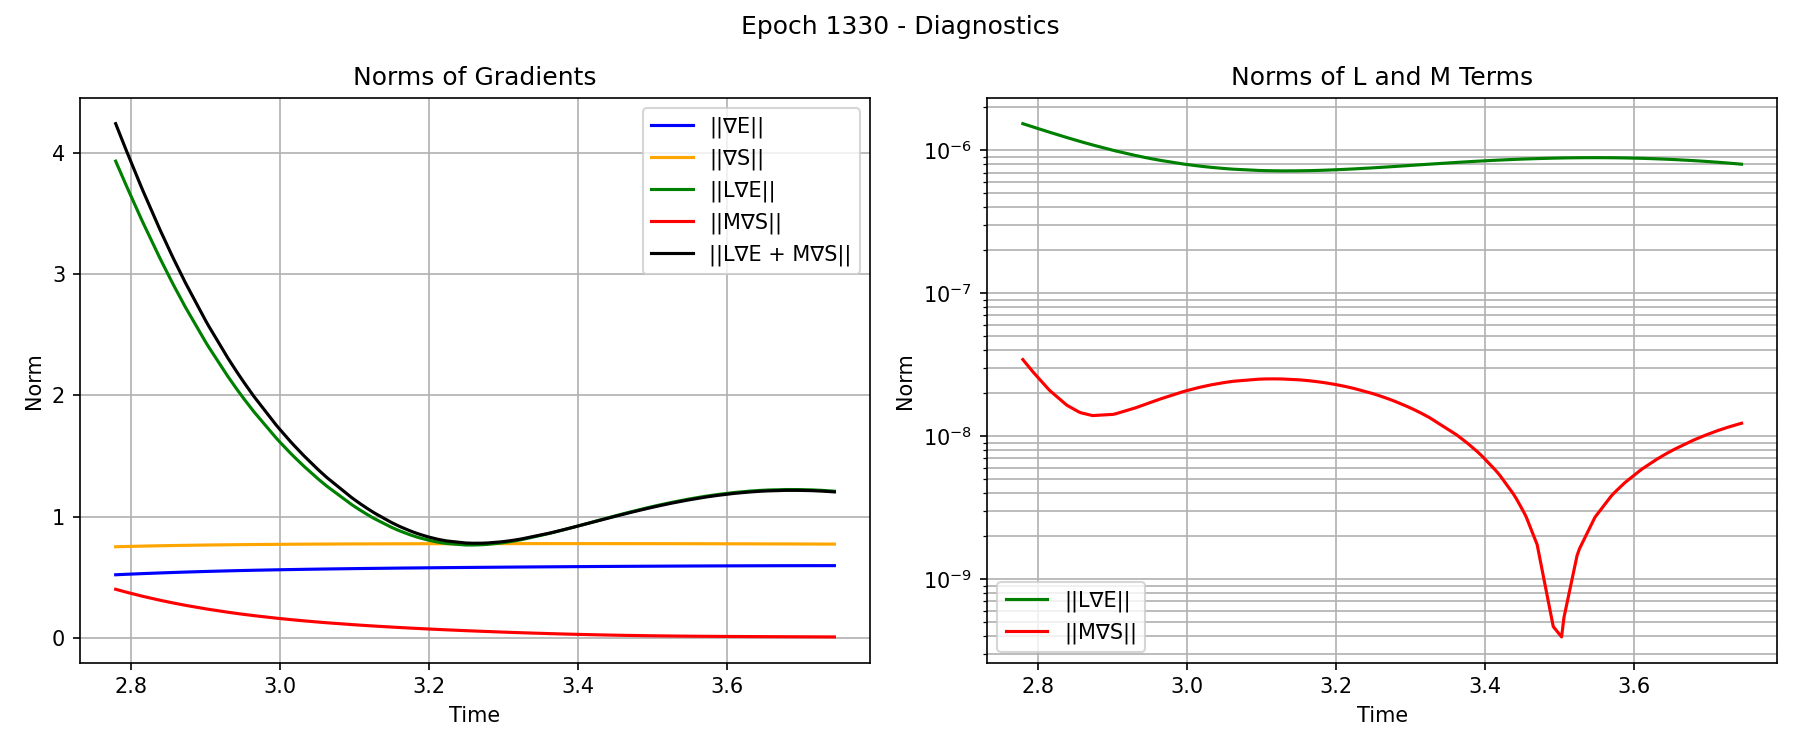 Epoch 1330 - Diagnostics
Norms of Gradients
Norm
4
3
2
1
0
2.8 3.0 3.2 3.4 3.6
Time
||∇E||
||∇S||
||L∇E||
||M∇S||
||L∇E + M∇S||
Norms of L and M Terms
Norm
10⁻⁶
10⁻⁷
10⁻⁸
10⁻⁹
2.8 3.0 3.2 3.4 3.6
Time
||L∇E||
||M∇S||